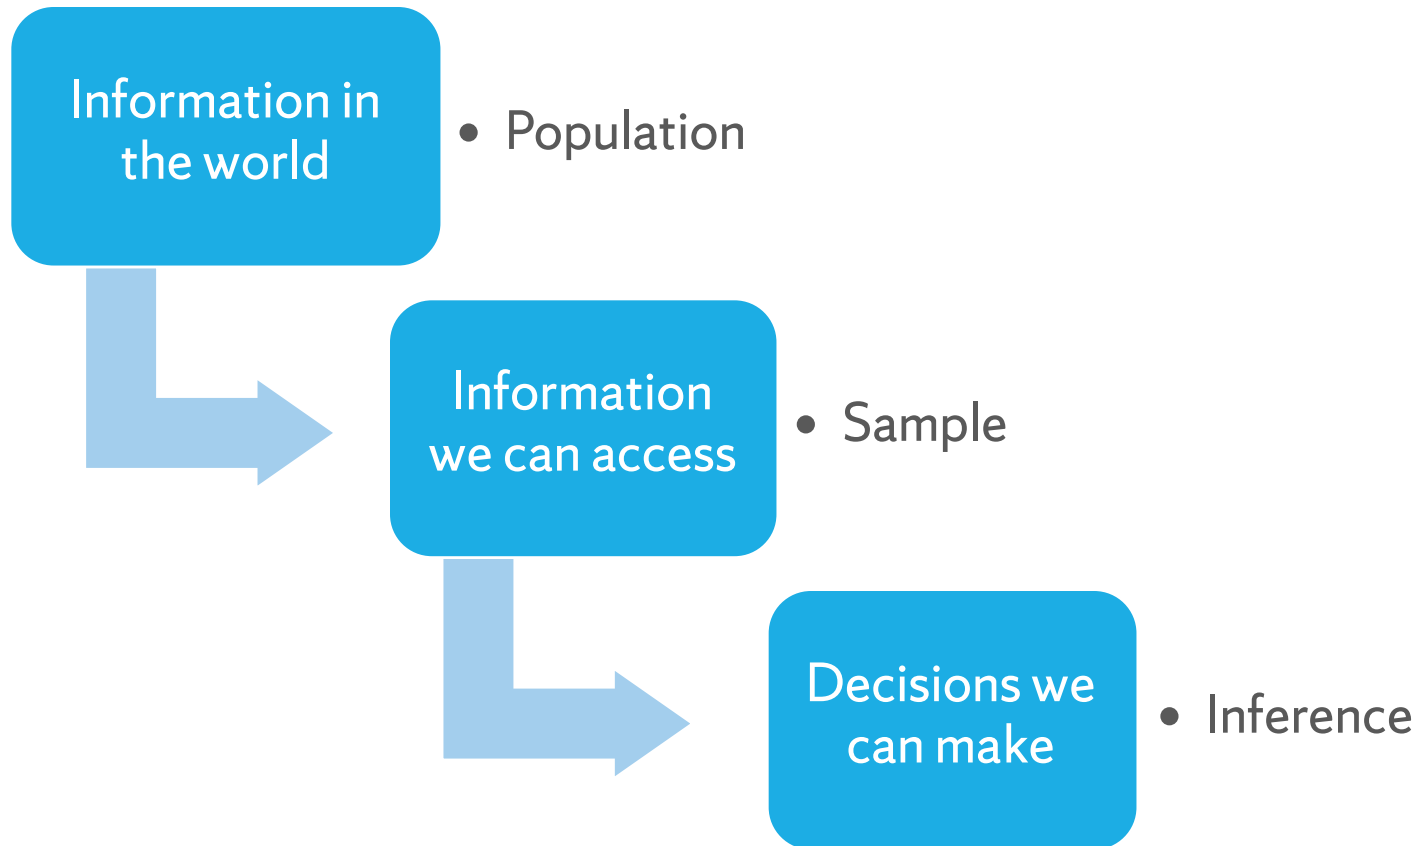 Information in
the world
• Population
Information
we can access
• Sample
Decisions we
can make
• Inference